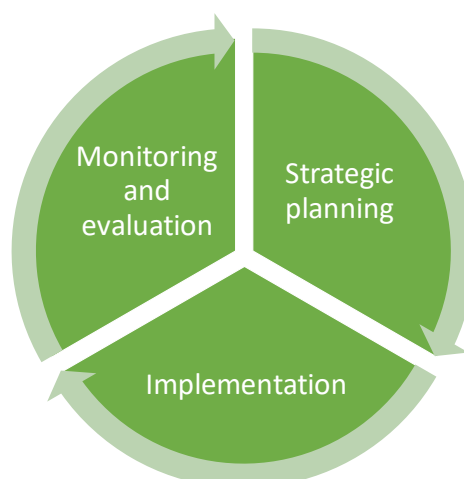 Monitoring
and
evaluation
Strategic
planning
Implementation